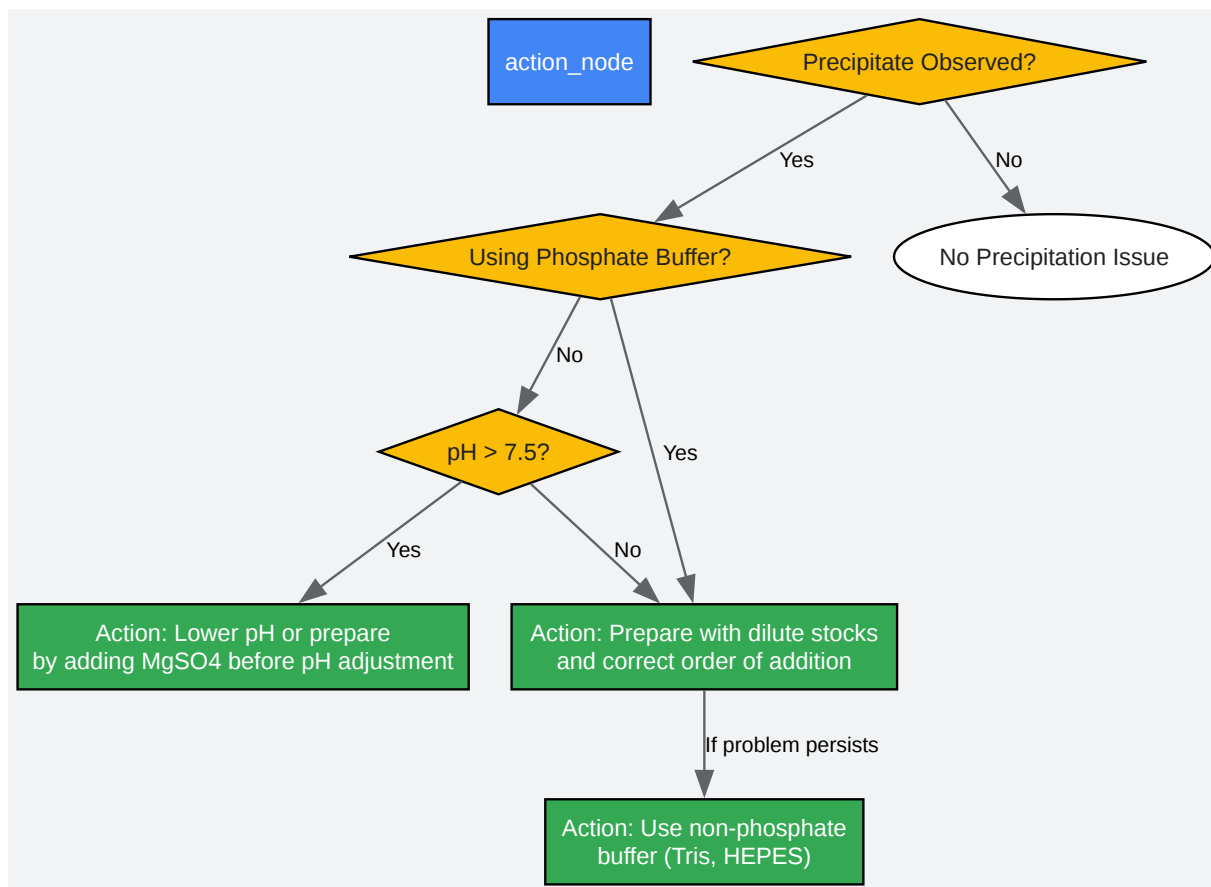 action_node
Precipitate Observed?
Yes
No
Using Phosphate Buffer?
No Precipitation Issue
No
pH > 7.5?
Yes
Yes
No
Action: Lower pH or prepare
by adding MgSO4 before pH adjustment
Action: Prepare with dilute stocks
and correct order of addition
If problem persists
Action: Use non-phosphate
buffer (Tris, HEPES)